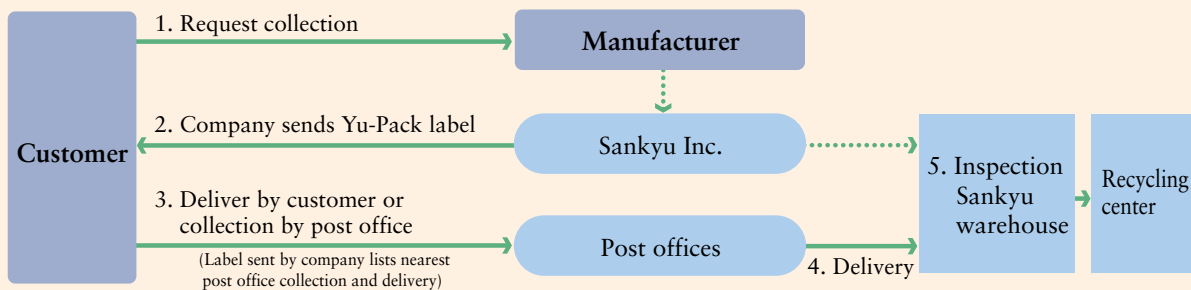 1. Request collection
Manufacturer
2. Company sends Yu-Pack label
Sankyu Inc.
Customer
3. Deliver by customer or
collection by post office
(Label sent by company lists nearest
post office collection and delivery)
Post offices
4. Delivery
5. Inspection
Sankyu
warehouse
Recycling
center